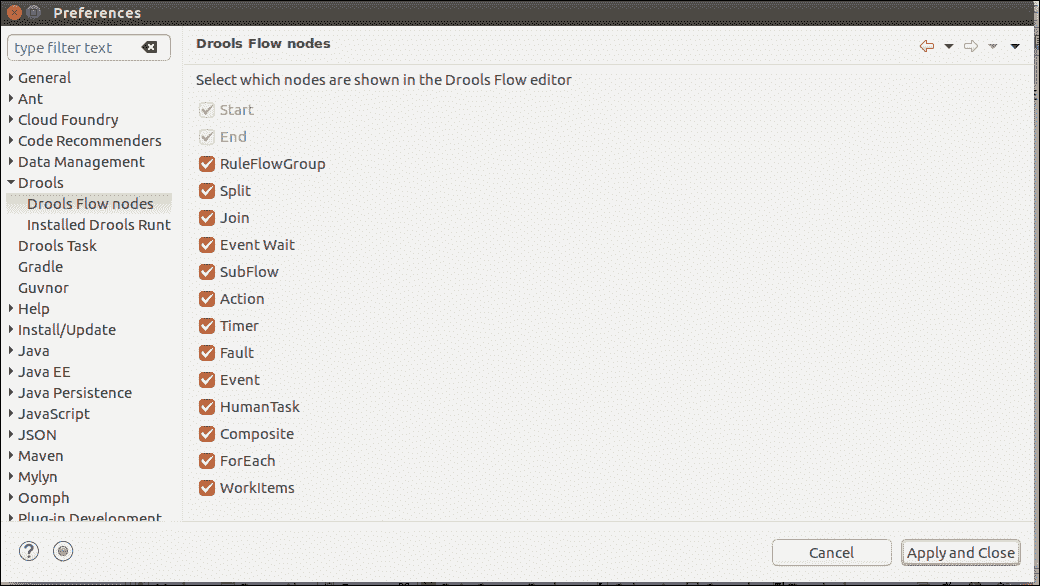 Preferences
type filter text
General
Ant
Cloud Foundry
Code Recommenders
Data Management
Drools
Drools Flow nodes
Installed Drools Runt
Drools Task
Gradle
Guvnor
Help
Install/Update
Java
Java EE
Java Persistence
JavaScript
JSON
Maven
Mylyn
Oomph
Plug-in Development
Drools Flow nodes
Select which nodes are shown in the Drools Flow editor
Start
End
RuleFlowGroup
Split
Join
Event Wait
SubFlow
Action
Timer
Fault
Event
HumanTask
Composite
ForEach
WorkItems
?
Cancel
Apply and Close